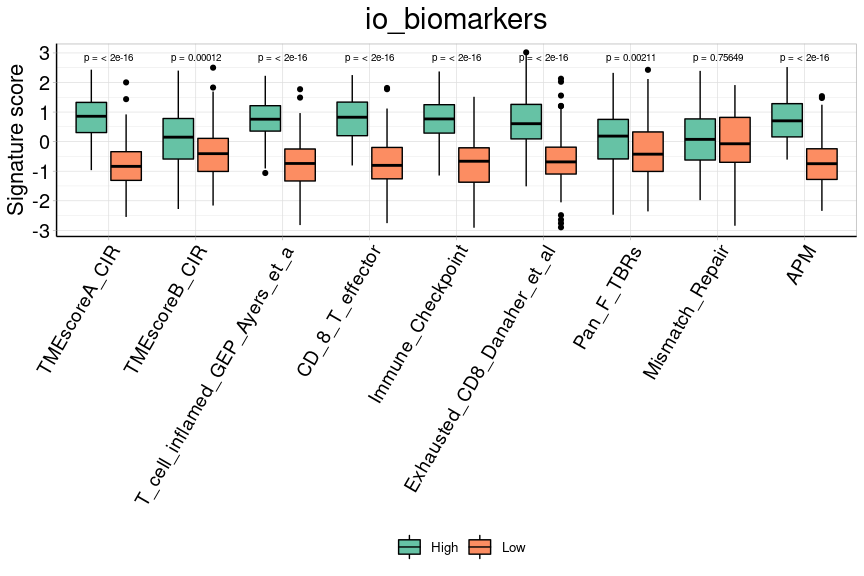 io_biomarkers
Signature score
3
2
1
0
-1
-2
-3
p = < 2e-16
p = 0.00012
p = < 2e-16
p = < 2e-16
p = < 2e-16
p = < 2e-16
p = 0.00211
p = 0.75649
p = < 2e-16
TMEscoreA_CIR
TMEscoreB_CIR
T_cell_inflamed_GEP_Ayers_et_a
CD_8_T_effector
Immune_Checkpoint
Exhausted_CD8_Danaher_et_al
Pan_F_TBRs
Mismatch_Repair
APM
High
Low